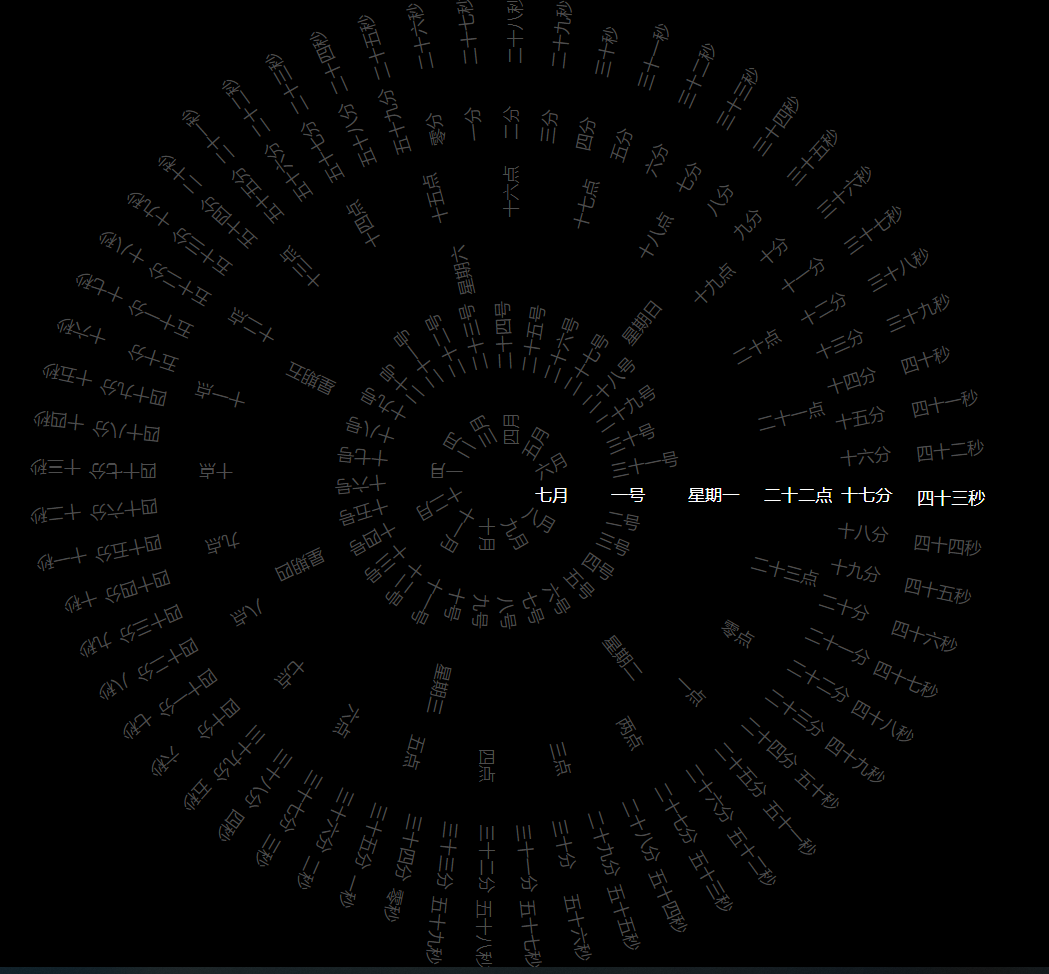 七月 一号 星期一 二十二点 十七分 四十三秒
八月 九月 十月 十一月 十二月 一月 二月 三月 四月 五月 六月
二号 三号 四号 五号 六号 七号 八号 九号 十号 十一号 十二号 十三号 十四号 十五号 十六号 十七号 十八号 十九号 二十号 二十一号 二十二号 二十三号 二十四号 二十五号 二十六号 二十七号 二十八号 二十九号 三十号 三十一号
星期二 星期三 星期四 星期五 星期六 星期日
二十三点 零点 一点 两点 三点 四点 五点 六点 七点 八点 九点 十点 十一点 十二点 十三点 十四点 十五点 十六点 十七点 十八点 十九点 二十点 二十一点
十八分 十九分 二十分 二十一分 二十二分 二十三分 二十四分 二十五分 二十六分 二十七分 二十八分 二十九分 三十分 三十一分 三十二分 三十三分 三十四分 三十五分 三十六分 三十七分 三十八分 三十九分 四十分 四十一分 四十二分 四十三分 四十四分 四十五分 四十六分 四十七分 四十八分 四十九分 五十分 五十一分 五十二分 五十三分 五十四分 五十五分 五十六分 五十七分 五十八分 五十九分 零分 一分 二分 三分 四分 五分 六分 七分 八分 九分 十分 十一分 十二分 十三分 十四分 十五分 十六分
四十四秒 四十五秒 四十六秒 四十七秒 四十八秒 四十九秒 五十秒 五十一秒 五十二秒 五十三秒 五十四秒 五十五秒 五十六秒 五十七秒 五十八秒 五十九秒 零秒 一秒 二秒 三秒 四秒 五秒 六秒 七秒 八秒 九秒 十秒 十一秒 十二秒 十三秒 十四秒 十五秒 十六秒 十七秒 十八秒 十九秒 二十秒 二十一秒 二十二秒 二十三秒 二十四秒 二十五秒 二十六秒 二十七秒 二十八秒 二十九秒 三十秒 三十一秒 三十二秒 三十三秒 三十四秒 三十五秒 三十六秒 三十七秒 三十八秒 三十九秒 四十秒 四十一秒 四十二秒